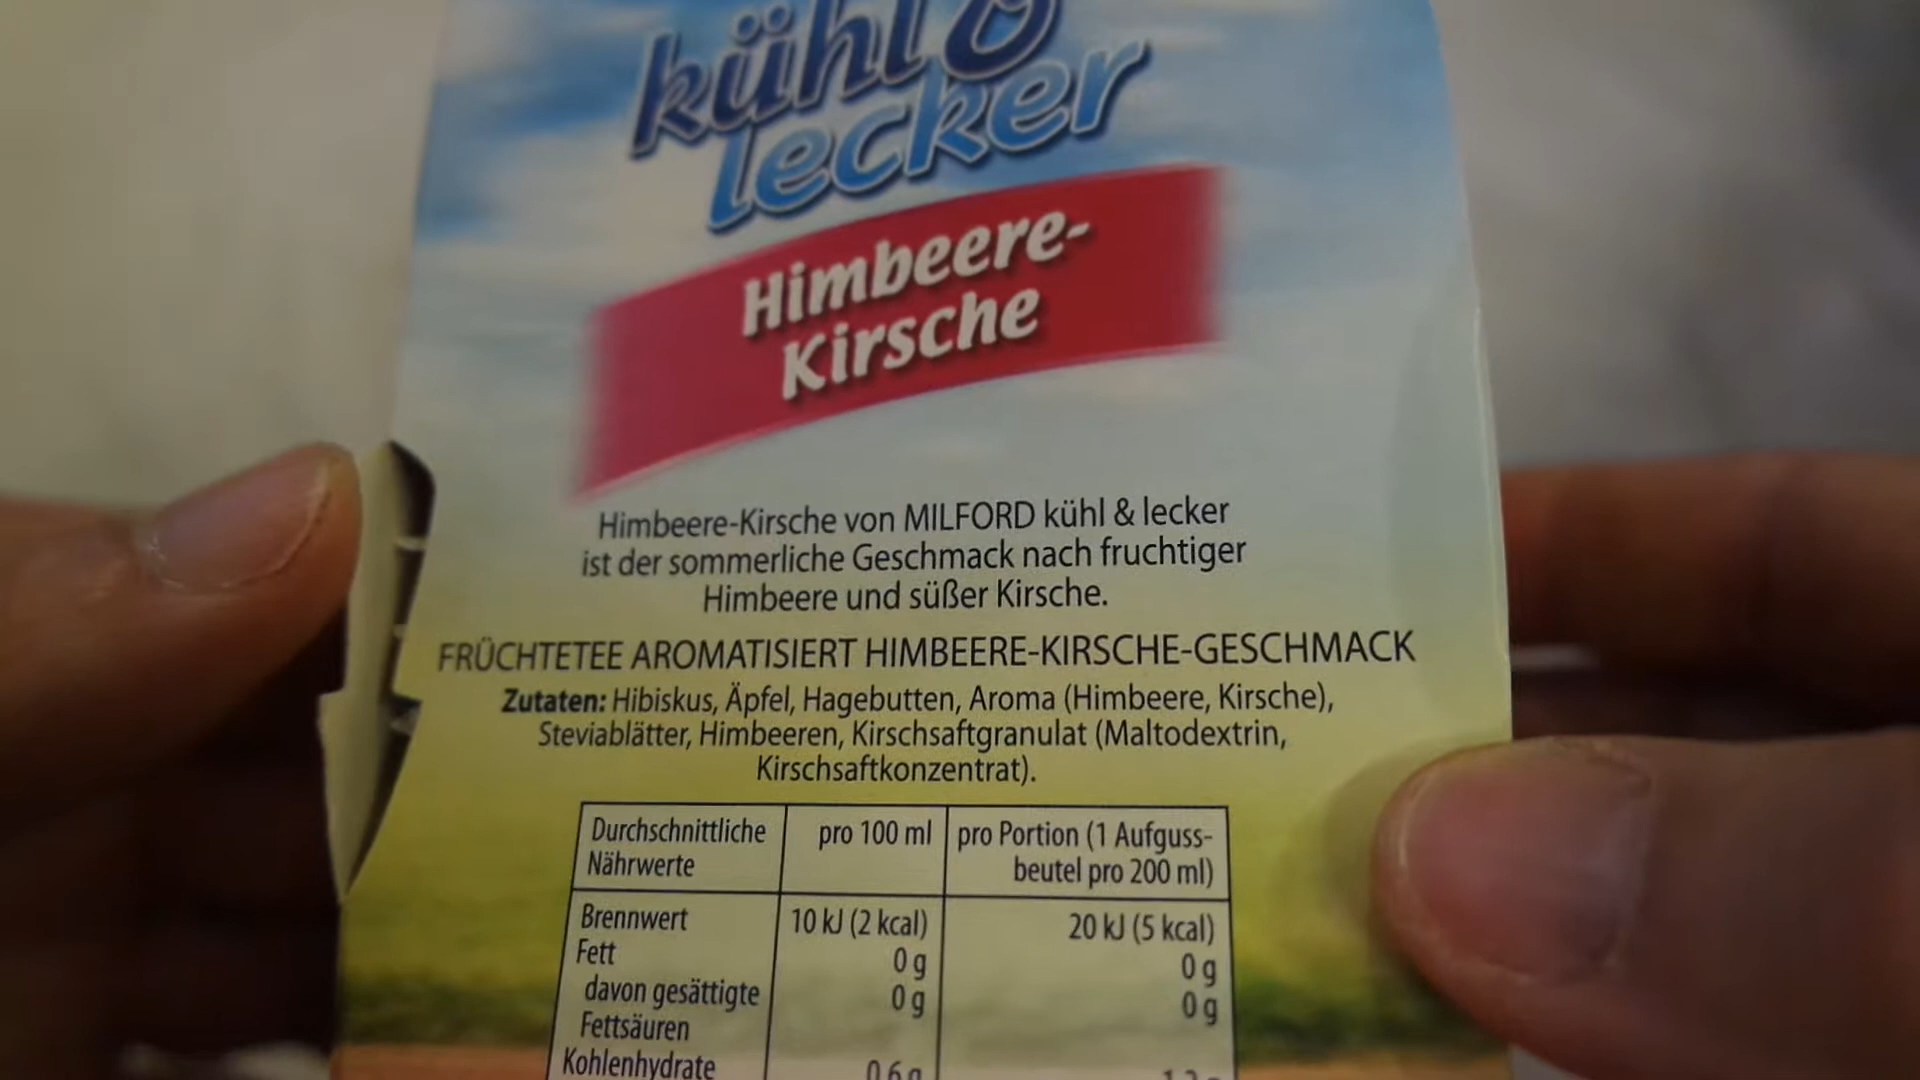 kühl &
lecker
Himbeere-
Kirsche
Himbeere-Kirsche von MILFORD kühl & lecker
ist der sommerliche Geschmack nach fruchtiger
Himbeere und süßer Kirsche.
FRÜCHTETEE AROMATISIERT HIMBEERE-KIRSCHE-GESCHMACK
Zutaten: Hibiskus, Äpfel, Hagebutten, Aroma (Himbeere, Kirsche),
Steviablätter, Himbeeren, Kirschsaftgranulat (Maltodextrin,
Kirschsaftkonzentrat).
Durchschnittliche pro 100 ml pro Portion (1 Aufguss-
Nährwerte beutel pro 200 ml)
Brennwert 10 kJ (2 kcal) 20 kJ (5 kcal)
Fett 0 g 0 g
davon gesättigte 0 g 0 g
Fettsäuren
Kohlenhydrate 0,6 g